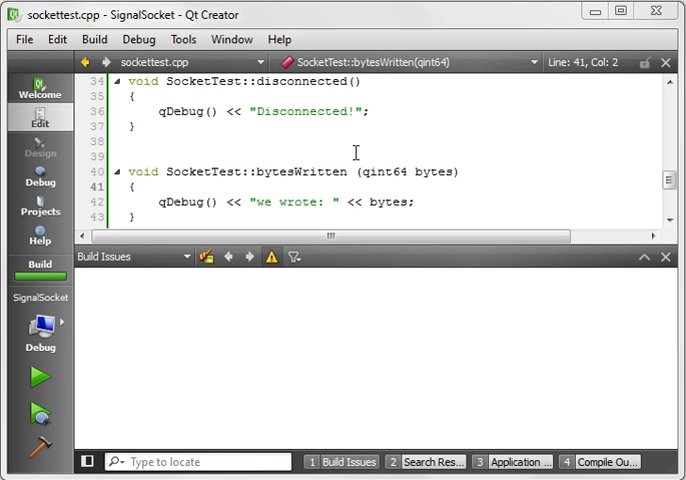 sockettest.cpp - SignalSocket - Qt Creator
File Edit Build Debug Tools Window Help
sockettest.cpp SocketTest::bytesWritten(qint64) Line: 41, Col: 2
Welcome
Edit
Design
Debug
Projects
Help
Build
SignalSocket
Debug
34 void SocketTest::disconnected()
35 {
36 qDebug() << "Disconnected!";
37 }
38
39
40 void SocketTest::bytesWritten (qint64 bytes)
41 {
42 qDebug() << "we wrote: " << bytes;
43 }
Build Issues
Type to locate 1 Build Issues 2 Search Res... 3 Application ... 4 Compile Ou...